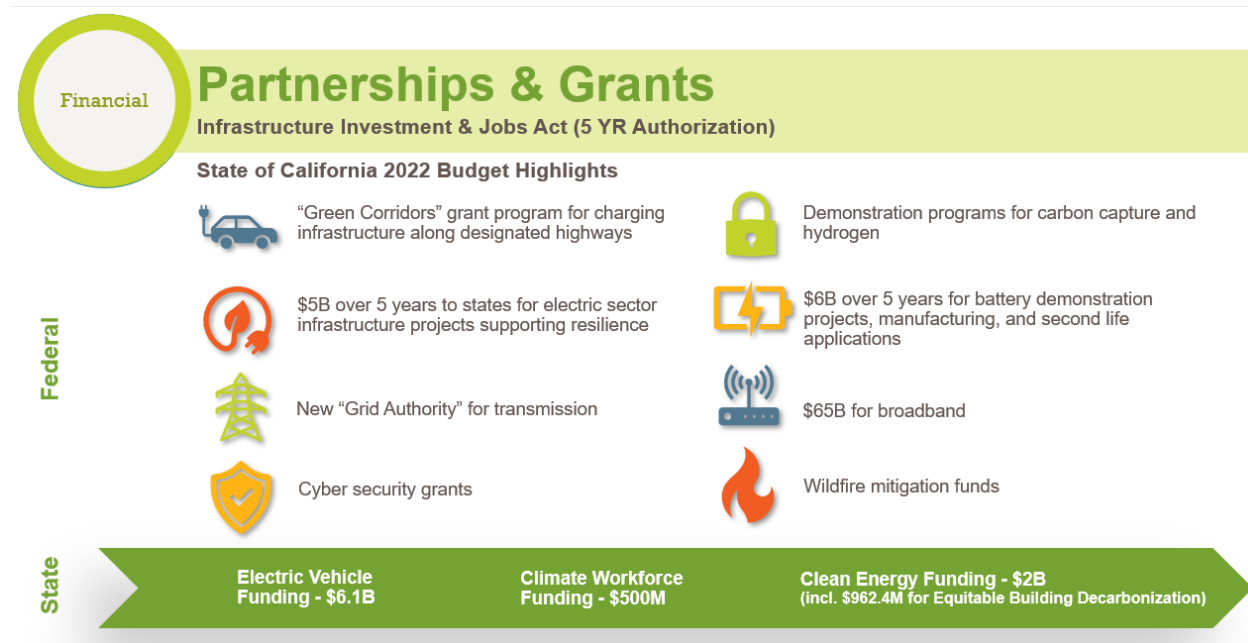 Financial
Partnerships & Grants
Infrastructure Investment & Jobs Act (5 YR Authorization)
State of California 2022 Budget Highlights
Federal
“Green Corridors” grant program for charging
infrastructure along designated highways
Demonstration programs for carbon capture and
hydrogen
$5B over 5 years to states for electric sector
infrastructure projects supporting resilience
$6B over 5 years for battery demonstration
projects, manufacturing, and second life
applications
New “Grid Authority” for transmission
$65B for broadband
Cyber security grants
Wildfire mitigation funds
State
Electric Vehicle
Funding - $6.1B
Climate Workforce
Funding - $500M
Clean Energy Funding - $2B
(incl. $962.4M for Equitable Building Decarbonization)